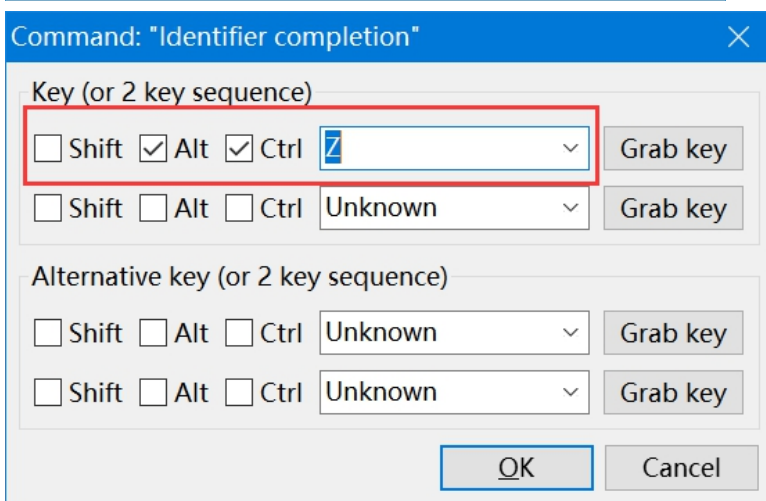 Command: "Identifier completion"
Key (or 2 key sequence)
Shift Alt Ctrl Z Grab key
Shift Alt Ctrl Unknown Grab key
Alternative key (or 2 key sequence)
Shift Alt Ctrl Unknown Grab key
Shift Alt Ctrl Unknown Grab key
OK Cancel